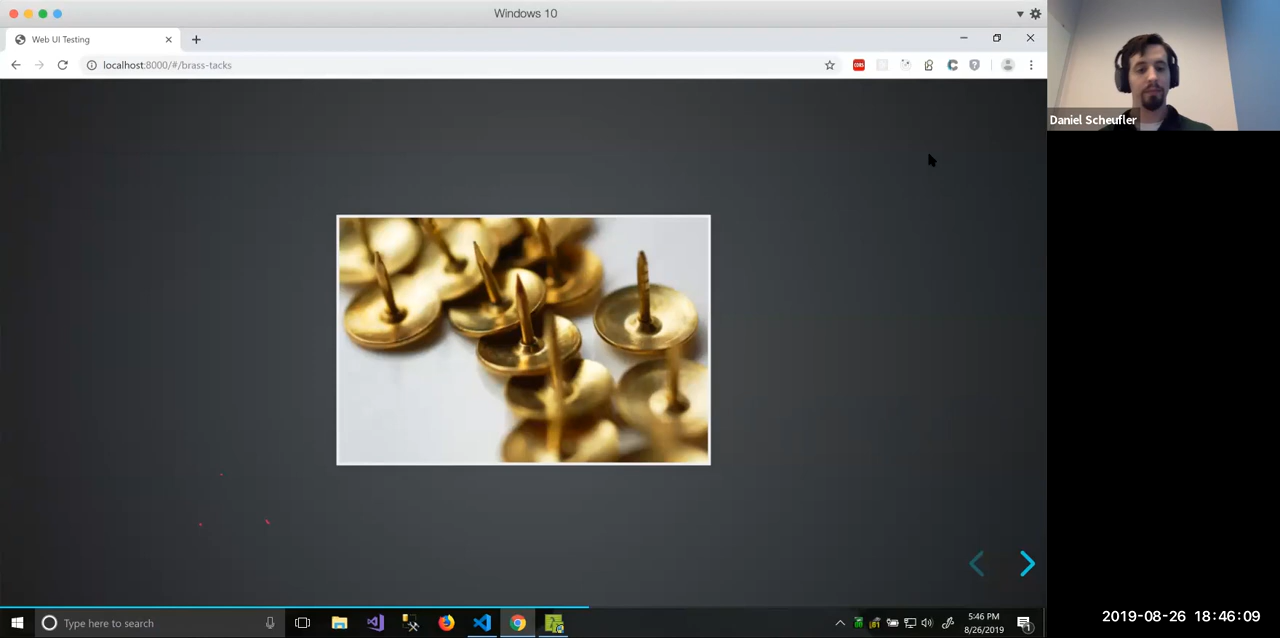 Windows 10
Web UI Testing
localhost:8000/#/brass-tacks
CORS
Daniel Scheufler
Type here to search
5:46 PM
8/26/2019
2019-08-26 18:46:09